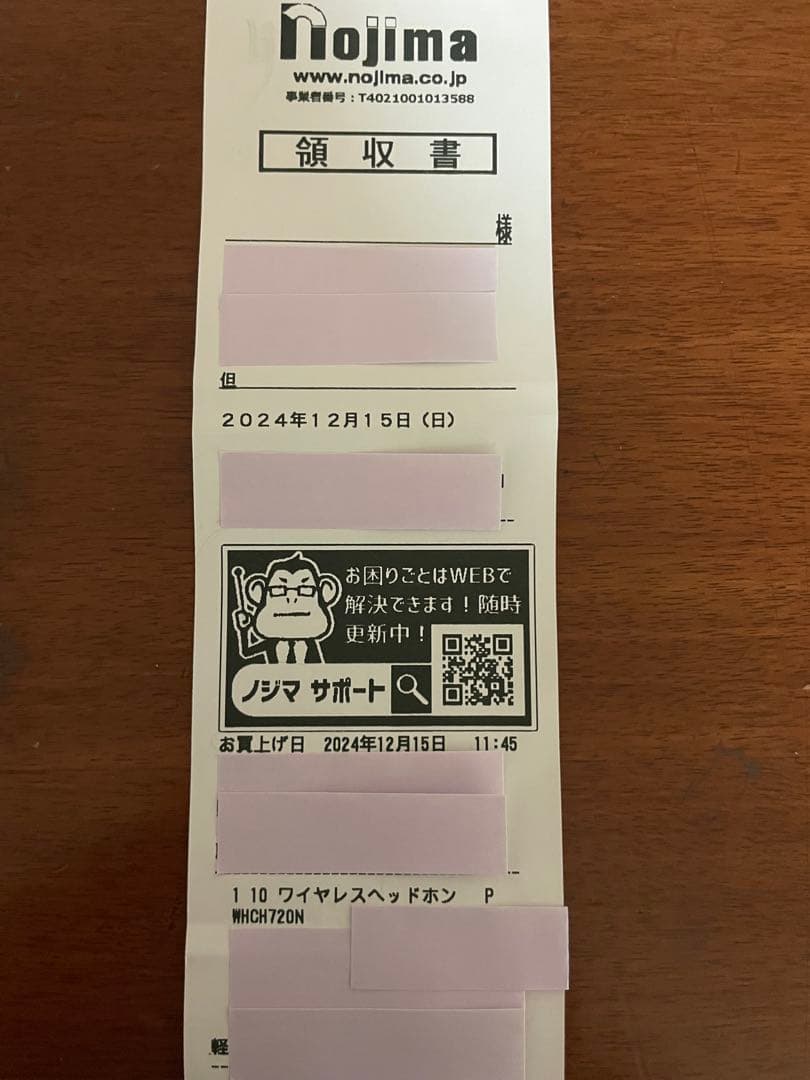 nojima
www.nojima.co.jp
事業者番号:T4021001013588
領収書
様
但
2024年12月15日(日)
お困りごとはWEBで
解決できます!随時
更新中!
ノジマ サポート
お買上げ日 2024年12月15日 11:45
1 10 ワイヤレスヘッドホン P
WHCH720N
軽